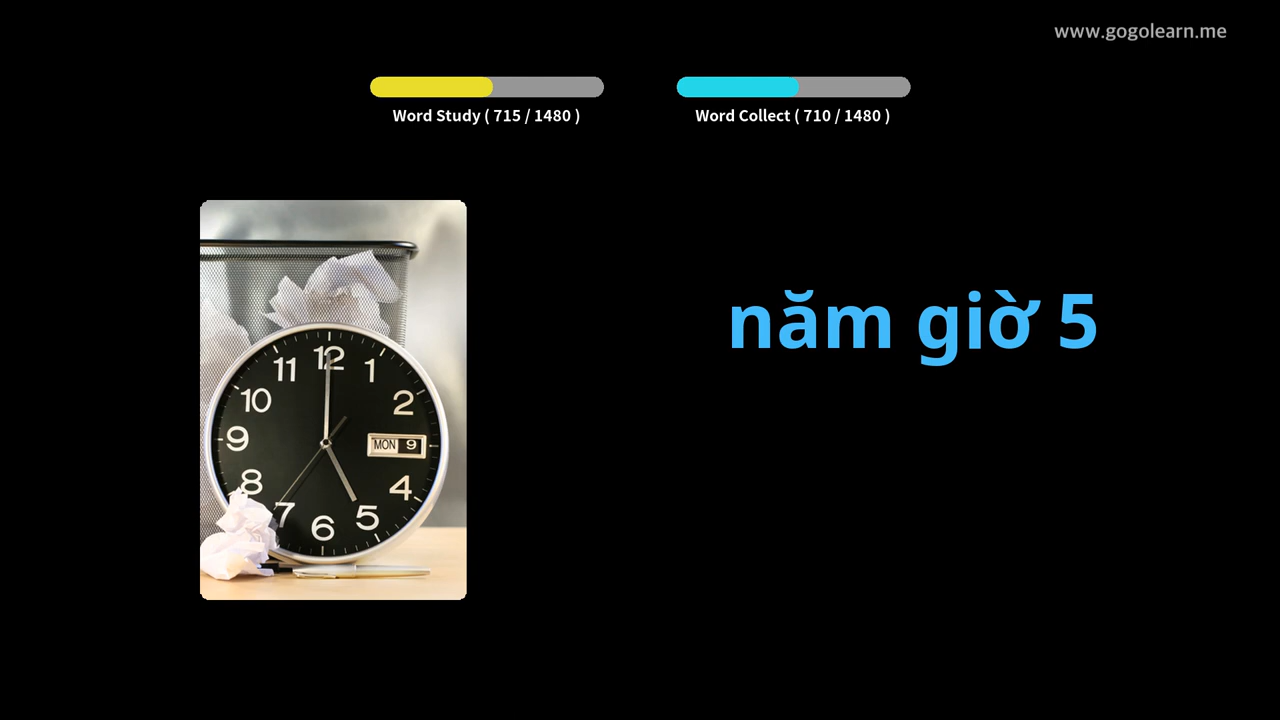 www.gogolearn.me
Word Study ( 715 / 1480 )
Word Collect ( 710 / 1480 )
năm giờ 5
12
11
1
10
2
9
MON 9
8
4
7
5
6